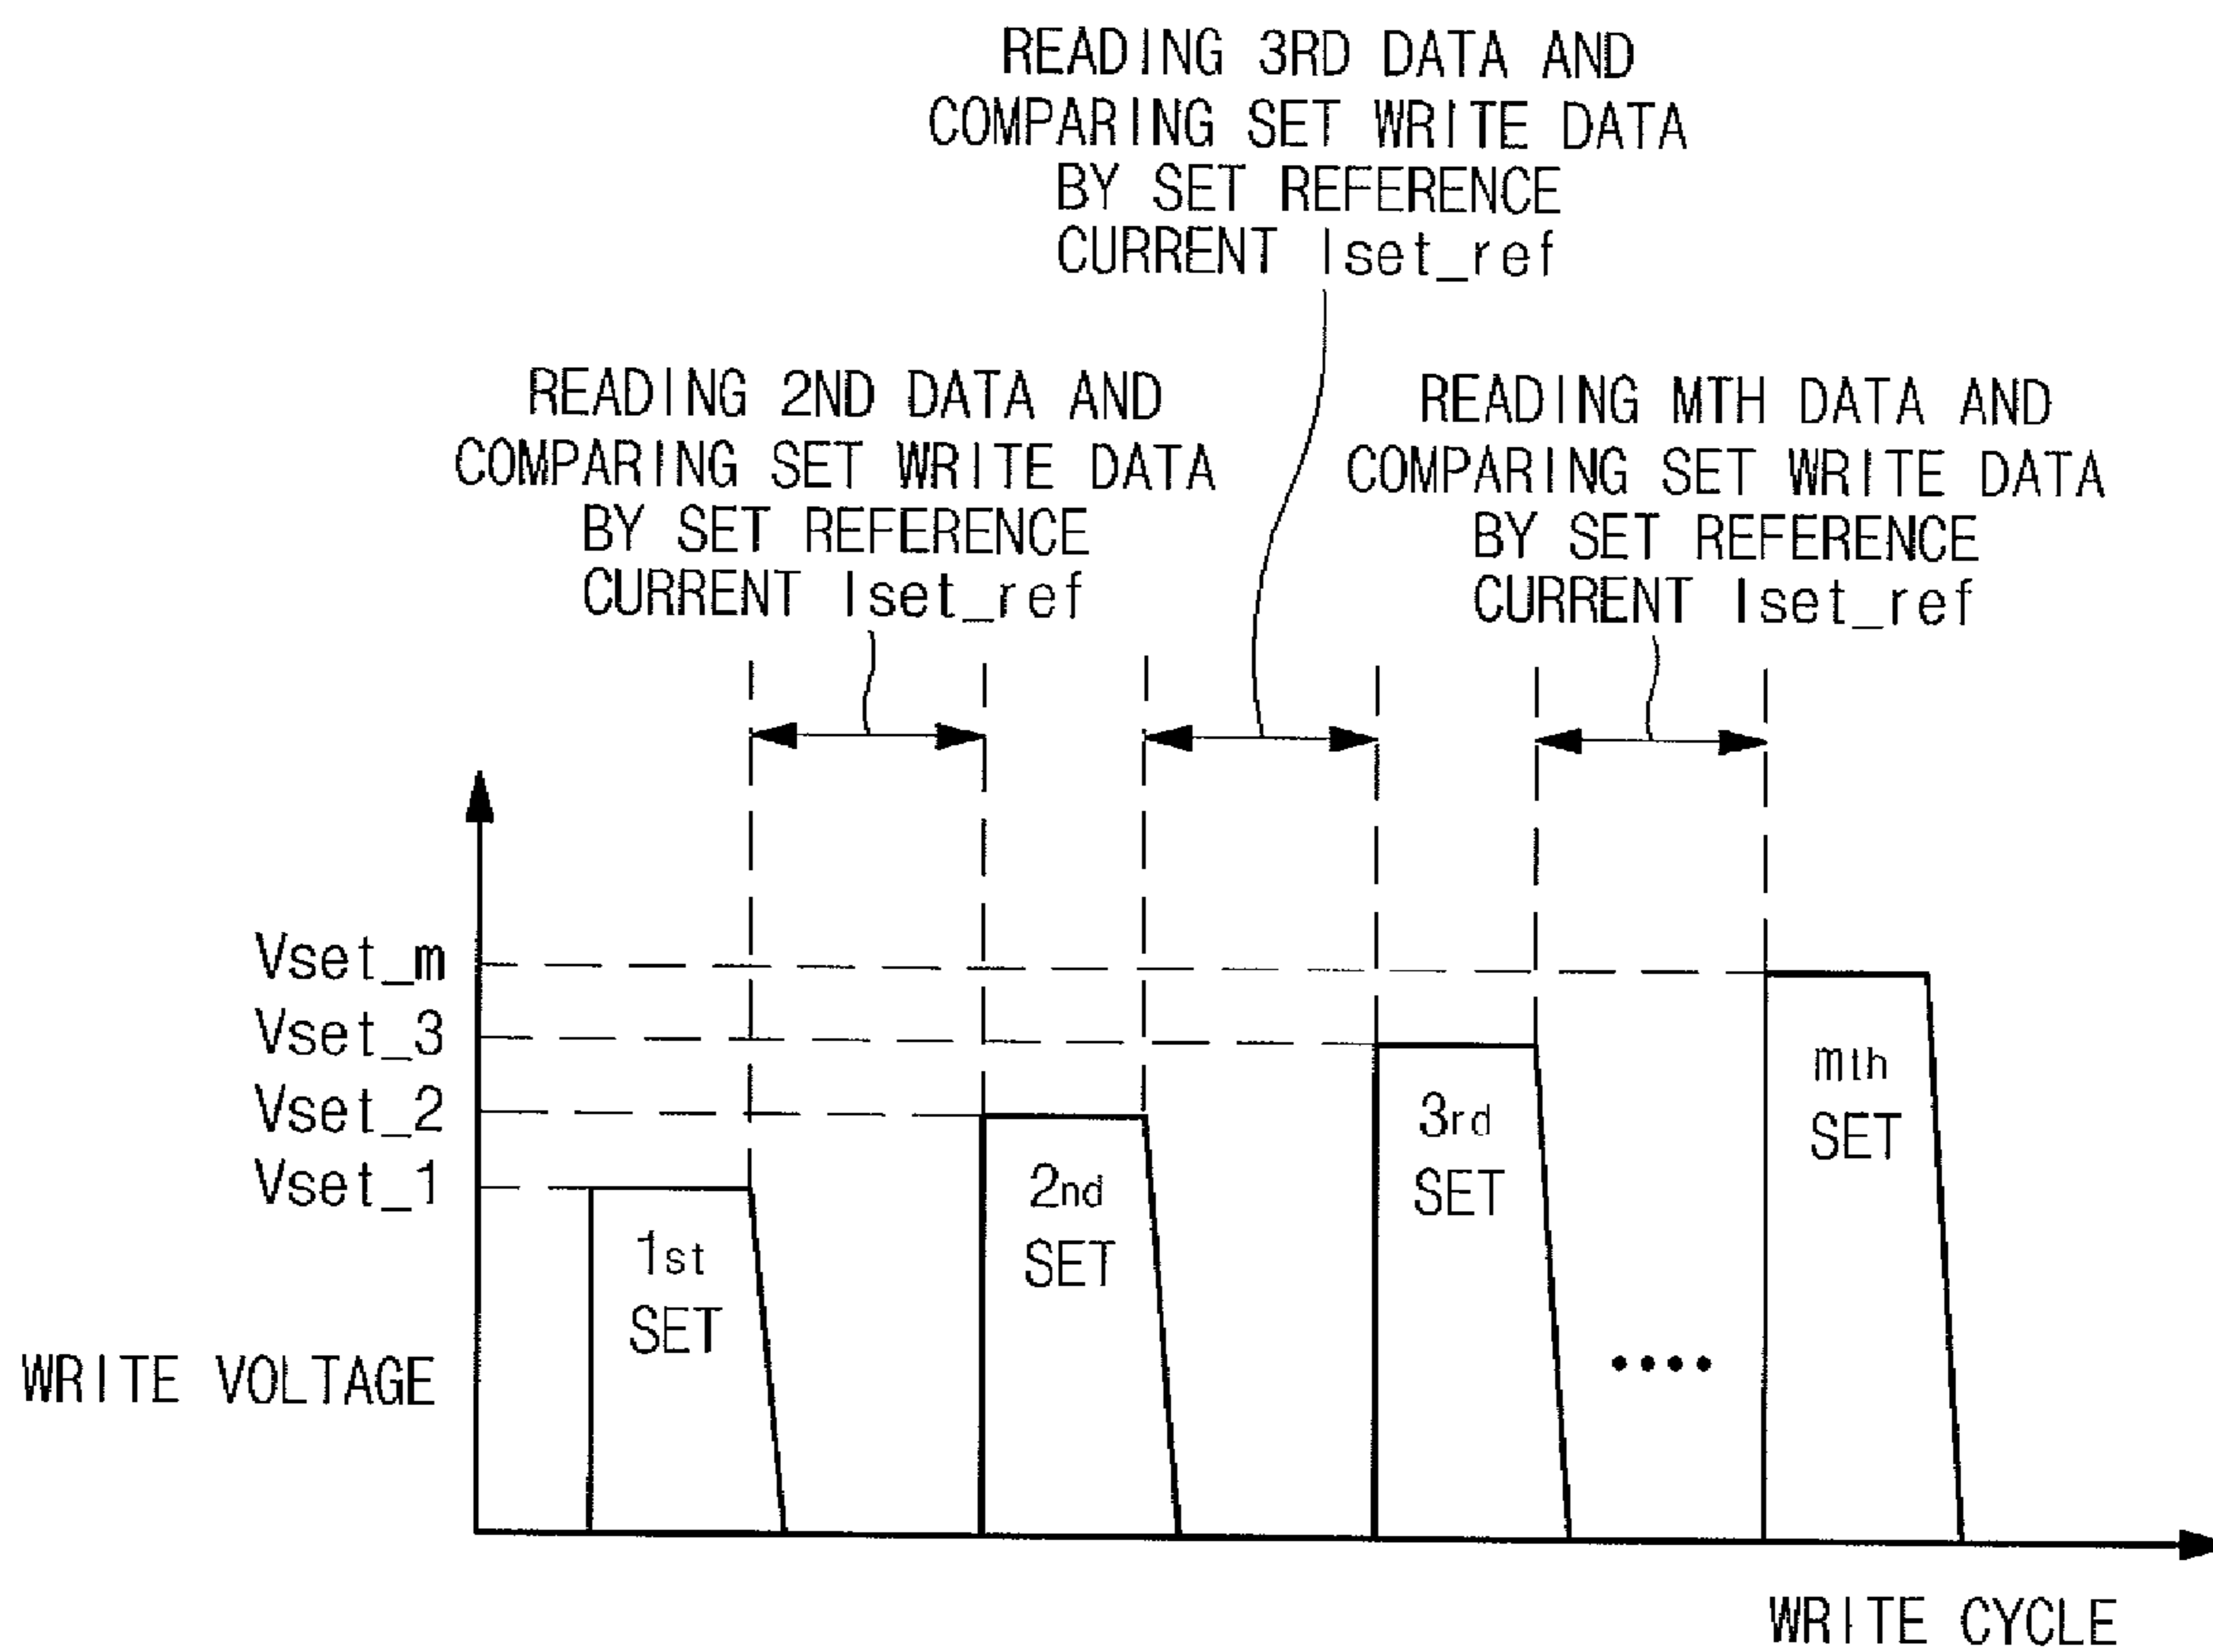 READING 3RD DATA AND
COMPARING SET WRITE DATA
BY SET REFERENCE
CURRENT Iset_ref
READING 2ND DATA AND
COMPARING SET WRITE DATA
BY SET REFERENCE
CURRENT Iset_ref
READING MTH DATA AND
COMPARING SET WRITE DATA
BY SET REFERENCE
CURRENT Iset_ref
Vset_m
Vset_3
Vset_2
Vset_1
1st
SET
2nd
SET
3rd
SET
mth
SET
WRITE VOLTAGE
WRITE CYCLE